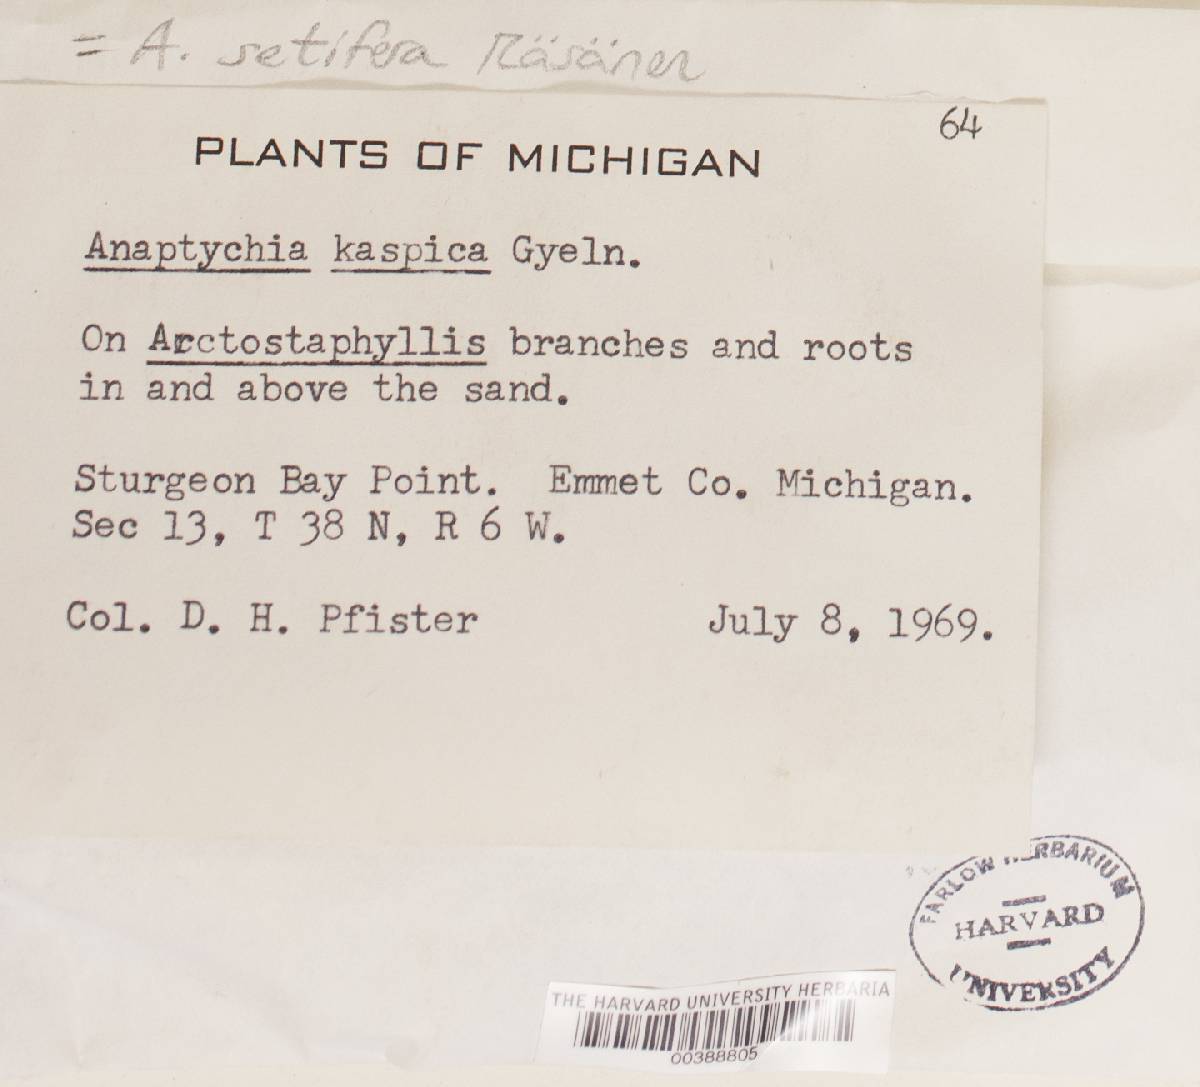 = A. setifera Räsänen
64
PLANTS OF MICHIGAN
Anaptychia kaspica Gyeln.
On Arctostaphyllis branches and roots
in and above the sand.
Sturgeon Bay Point. Emmet Co. Michigan.
Sec 13, T 38 N, R 6 W.
Col. D. H. Pfister July 8, 1969.
FARLOW HERBARIUM
HARVARD
UNIVERSITY
THE HARVARD UNIVERSITY HERBARIA
00388805